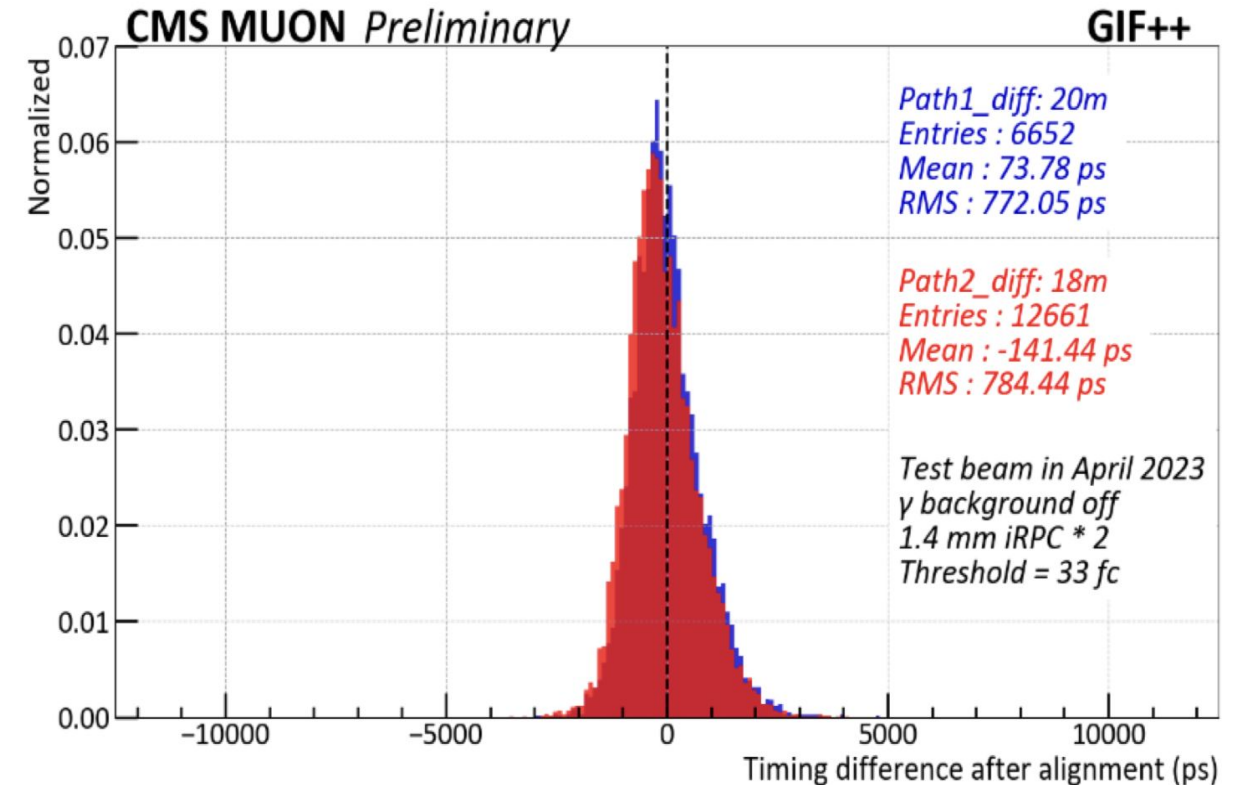 CMS MUON Preliminary GIF++
Normalized
0.07
0.06
0.05
0.04
0.03
0.02
0.01
0.00
Path1_diff: 20m
Entries : 6652
Mean : 73.78 ps
RMS : 772.05 ps
Path2_diff: 18m
Entries : 12661
Mean : -141.44 ps
RMS : 784.44 ps
Test beam in April 2023
γ background off
1.4 mm iRPC * 2
Threshold = 33 fc
−10000 −5000 0 5000 10000
Timing difference after alignment (ps)